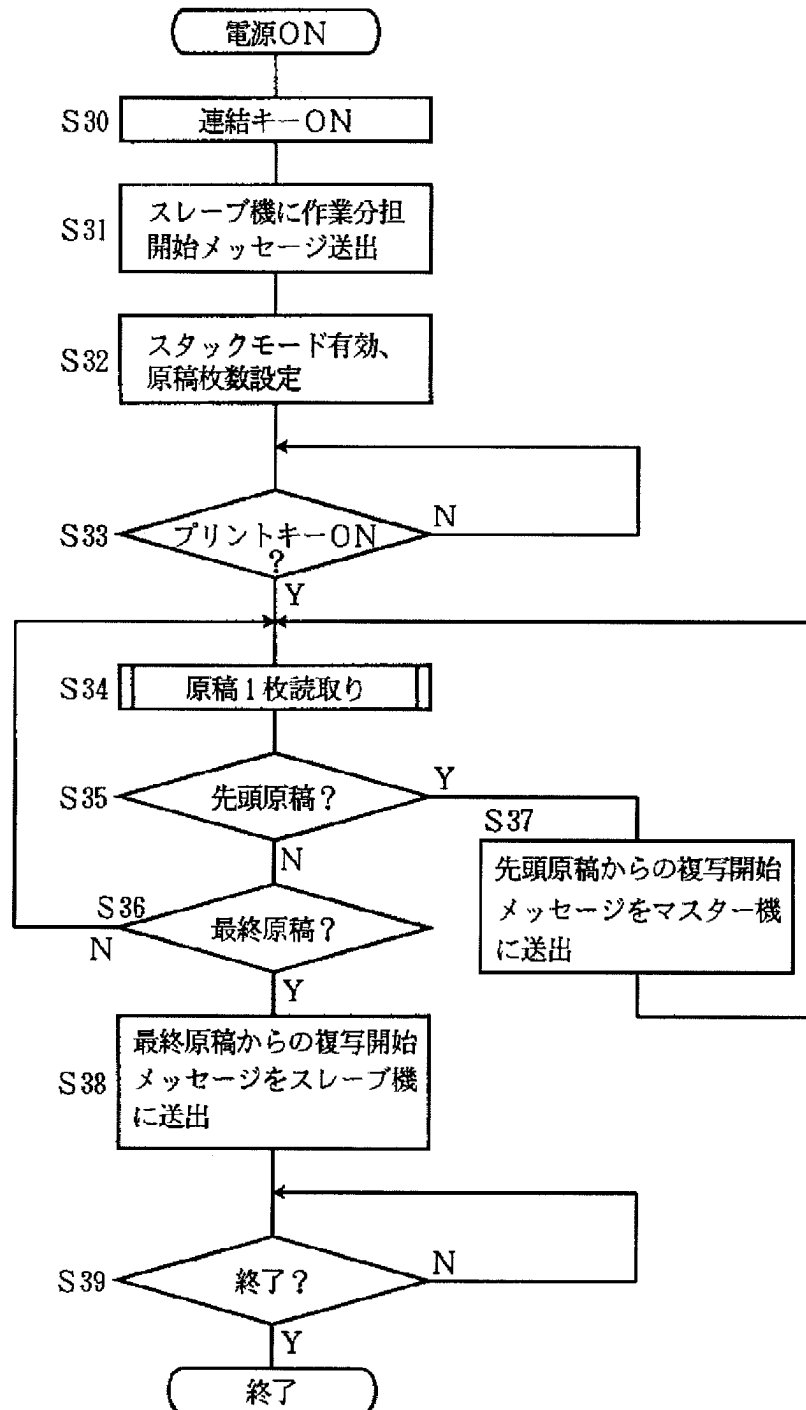 電源ON
S30
連結キーON
S31
スレーブ機に作業分担
開始メッセージ送出
S32
スタックモード有効、
原稿枚数設定
S33
プリントキーON
?
N
Y
S34
原稿1枚読取り
S35
先頭原稿?
Y
N
S37
先頭原稿からの複写開始
メッセージをマスター機
に送出
S36
最終原稿?
N
Y
S38
最終原稿からの複写開始
メッセージをスレーブ機
に送出
S39
終了?
N
Y
終了